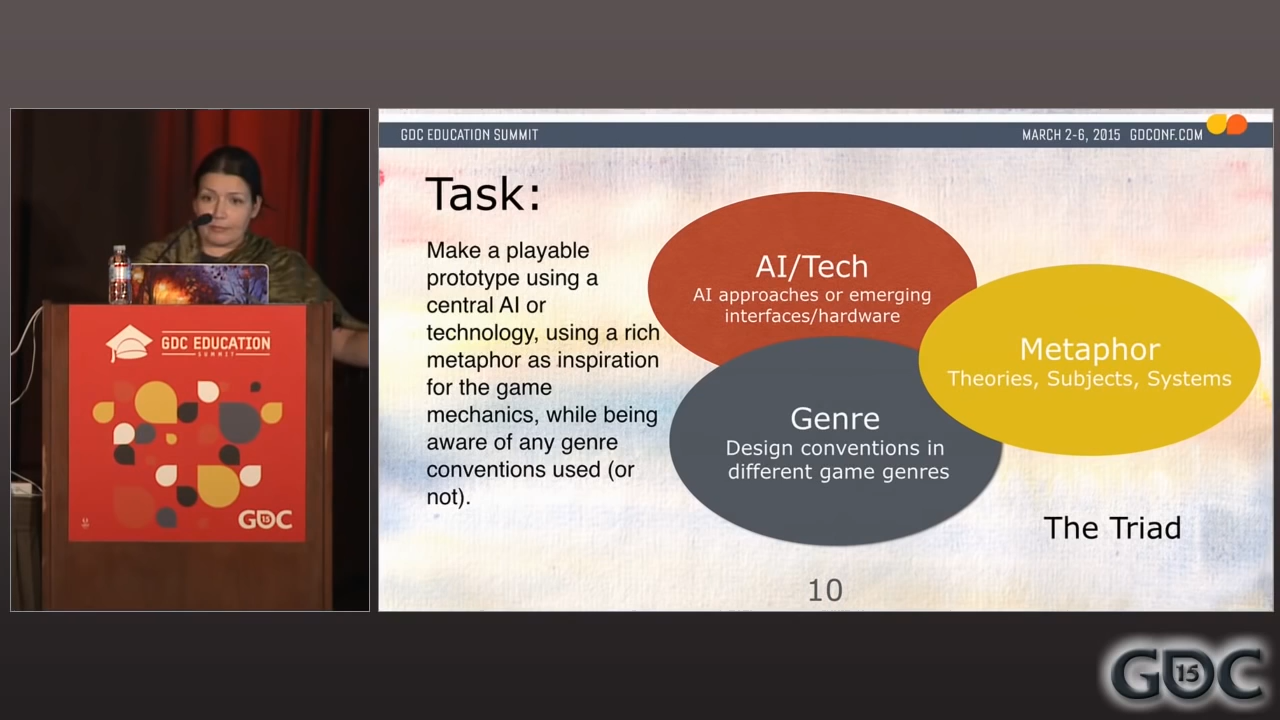 GDC EDUCATION SUMMIT
MARCH 2-6, 2015 GDCONF.COM
Task:
Make a playable
prototype using a
central AI or
technology, using a rich
metaphor as inspiration
for the game
mechanics, while being
aware of any genre
conventions used (or
not).
AI/Tech
AI approaches or emerging
interfaces/hardware
Metaphor
Theories, Subjects, Systems
Genre
Design conventions in
different game genres
The Triad
10
GDC EDUCATION
SUMMIT
GDC
15
GDC
15